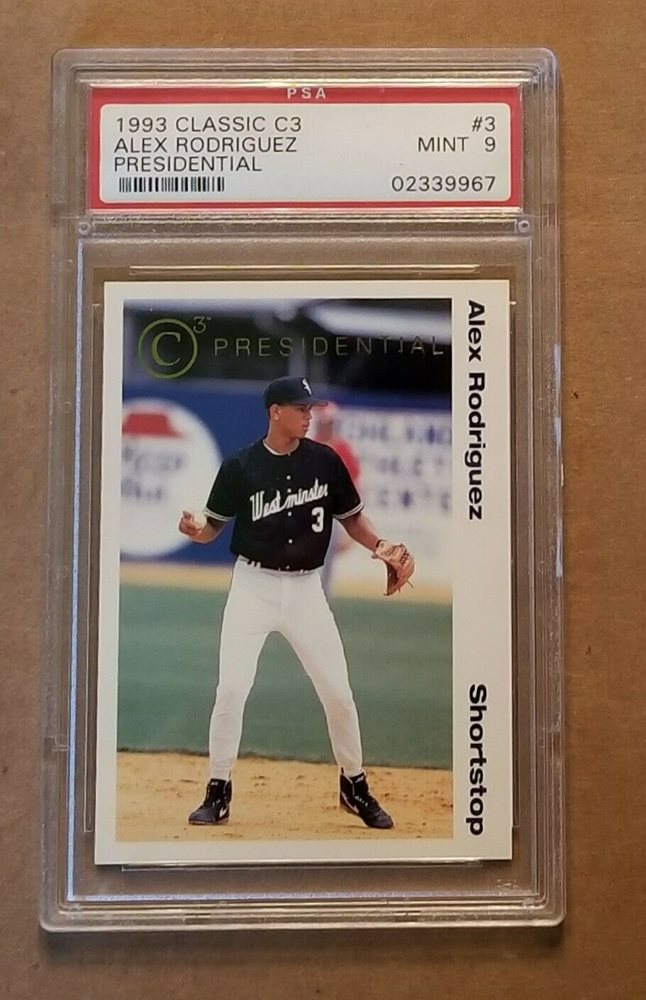 PSA
1993 CLASSIC C3 #3
ALEX RODRIGUEZ MINT 9
PRESIDENTIAL
02339967
C3 PRESIDENTIAL
Alex Rodriguez Shortstop
Westminster
3